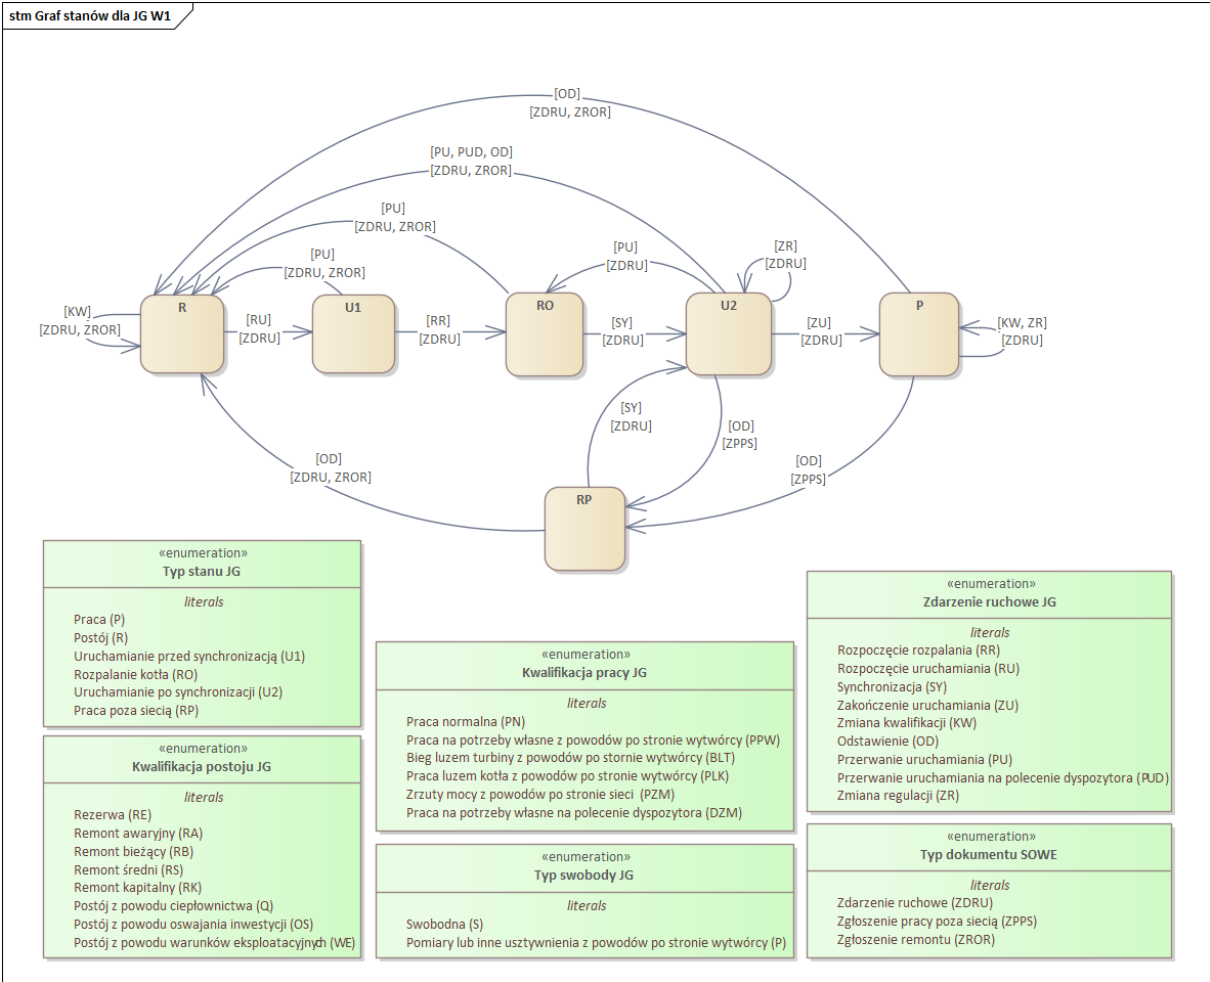 stm Graf stanów dla JG W1
[OD]
[ZDRU, ZROR]
[PU, PUD, OD]
[ZDRU, ZROR]
[PU]
[ZDRU, ZROR]
[PU]
[ZDRU, ZROR]
[PU]
[ZDRU]
[ZR]
[ZDRU]
R
U1
RO
U2
P
[KW]
[ZDRU, ZROR]
[RU]
[ZDRU]
[RR]
[ZDRU]
[SY]
[ZDRU]
[ZU]
[ZDRU]
[KW, ZR]
[ZDRU]
[SY]
[ZDRU]
[OD]
[ZPPS]
[OD]
[ZPPS]
[OD]
[ZDRU, ZROR]
RP
«enumeration»
Typ stanu JG
literals
Praca (P)
Postój (R)
Uruchamianie przed synchronizacją (U1)
Rozpalanie kotła (RO)
Uruchamianie po synchronizacji (U2)
Praca poza siecią (RP)
«enumeration»
Kwalifikacja postoju JG
literals
Rezerwa (RE)
Remont awaryjny (RA)
Remont bieżący (RB)
Remont średni (RS)
Remont kapitalny (RK)
Postój z powodu ciepłownictwa (Q)
Postój z powodu oswajania inwestycji (OS)
Postój z powodu warunków eksploatacyjnych (WE)
«enumeration»
Kwalifikacja pracy JG
literals
Praca normalna (PN)
Praca na potrzeby własne z powodów po stronie wytwórcy (PPW)
Bieg luzem turbiny z powodów po stornie wytwórcy (BLT)
Praca luzem kotła z powodów po stronie wytwórcy (PLK)
Zrzuty mocy z powodów po stronie sieci (PZM)
Praca na potrzeby własne na polecenie dyspozytora (DZM)
«enumeration»
Typ swobody JG
literals
Swobodna (S)
Pomiary lub inne usztywnienia z powodów po stronie wytwórcy (P)
«enumeration»
Zdarzenie ruchowe JG
literals
Rozpoczęcie rozpalania (RR)
Rozpoczęcie uruchamiania (RU)
Synchronizacja (SY)
Zakończenie uruchamiania (ZU)
Zmiana kwalifikacji (KW)
Odstawienie (OD)
Przerwanie uruchamiania (PU)
Przerwanie uruchamiania na polecenie dyspozytora (PUD)
Zmiana regulacji (ZR)
«enumeration»
Typ dokumentu SOWE
literals
Zdarzenie ruchowe (ZDRU)
Zgłoszenie pracy poza siecią (ZPPS)
Zgłoszenie remontu (ZROR)